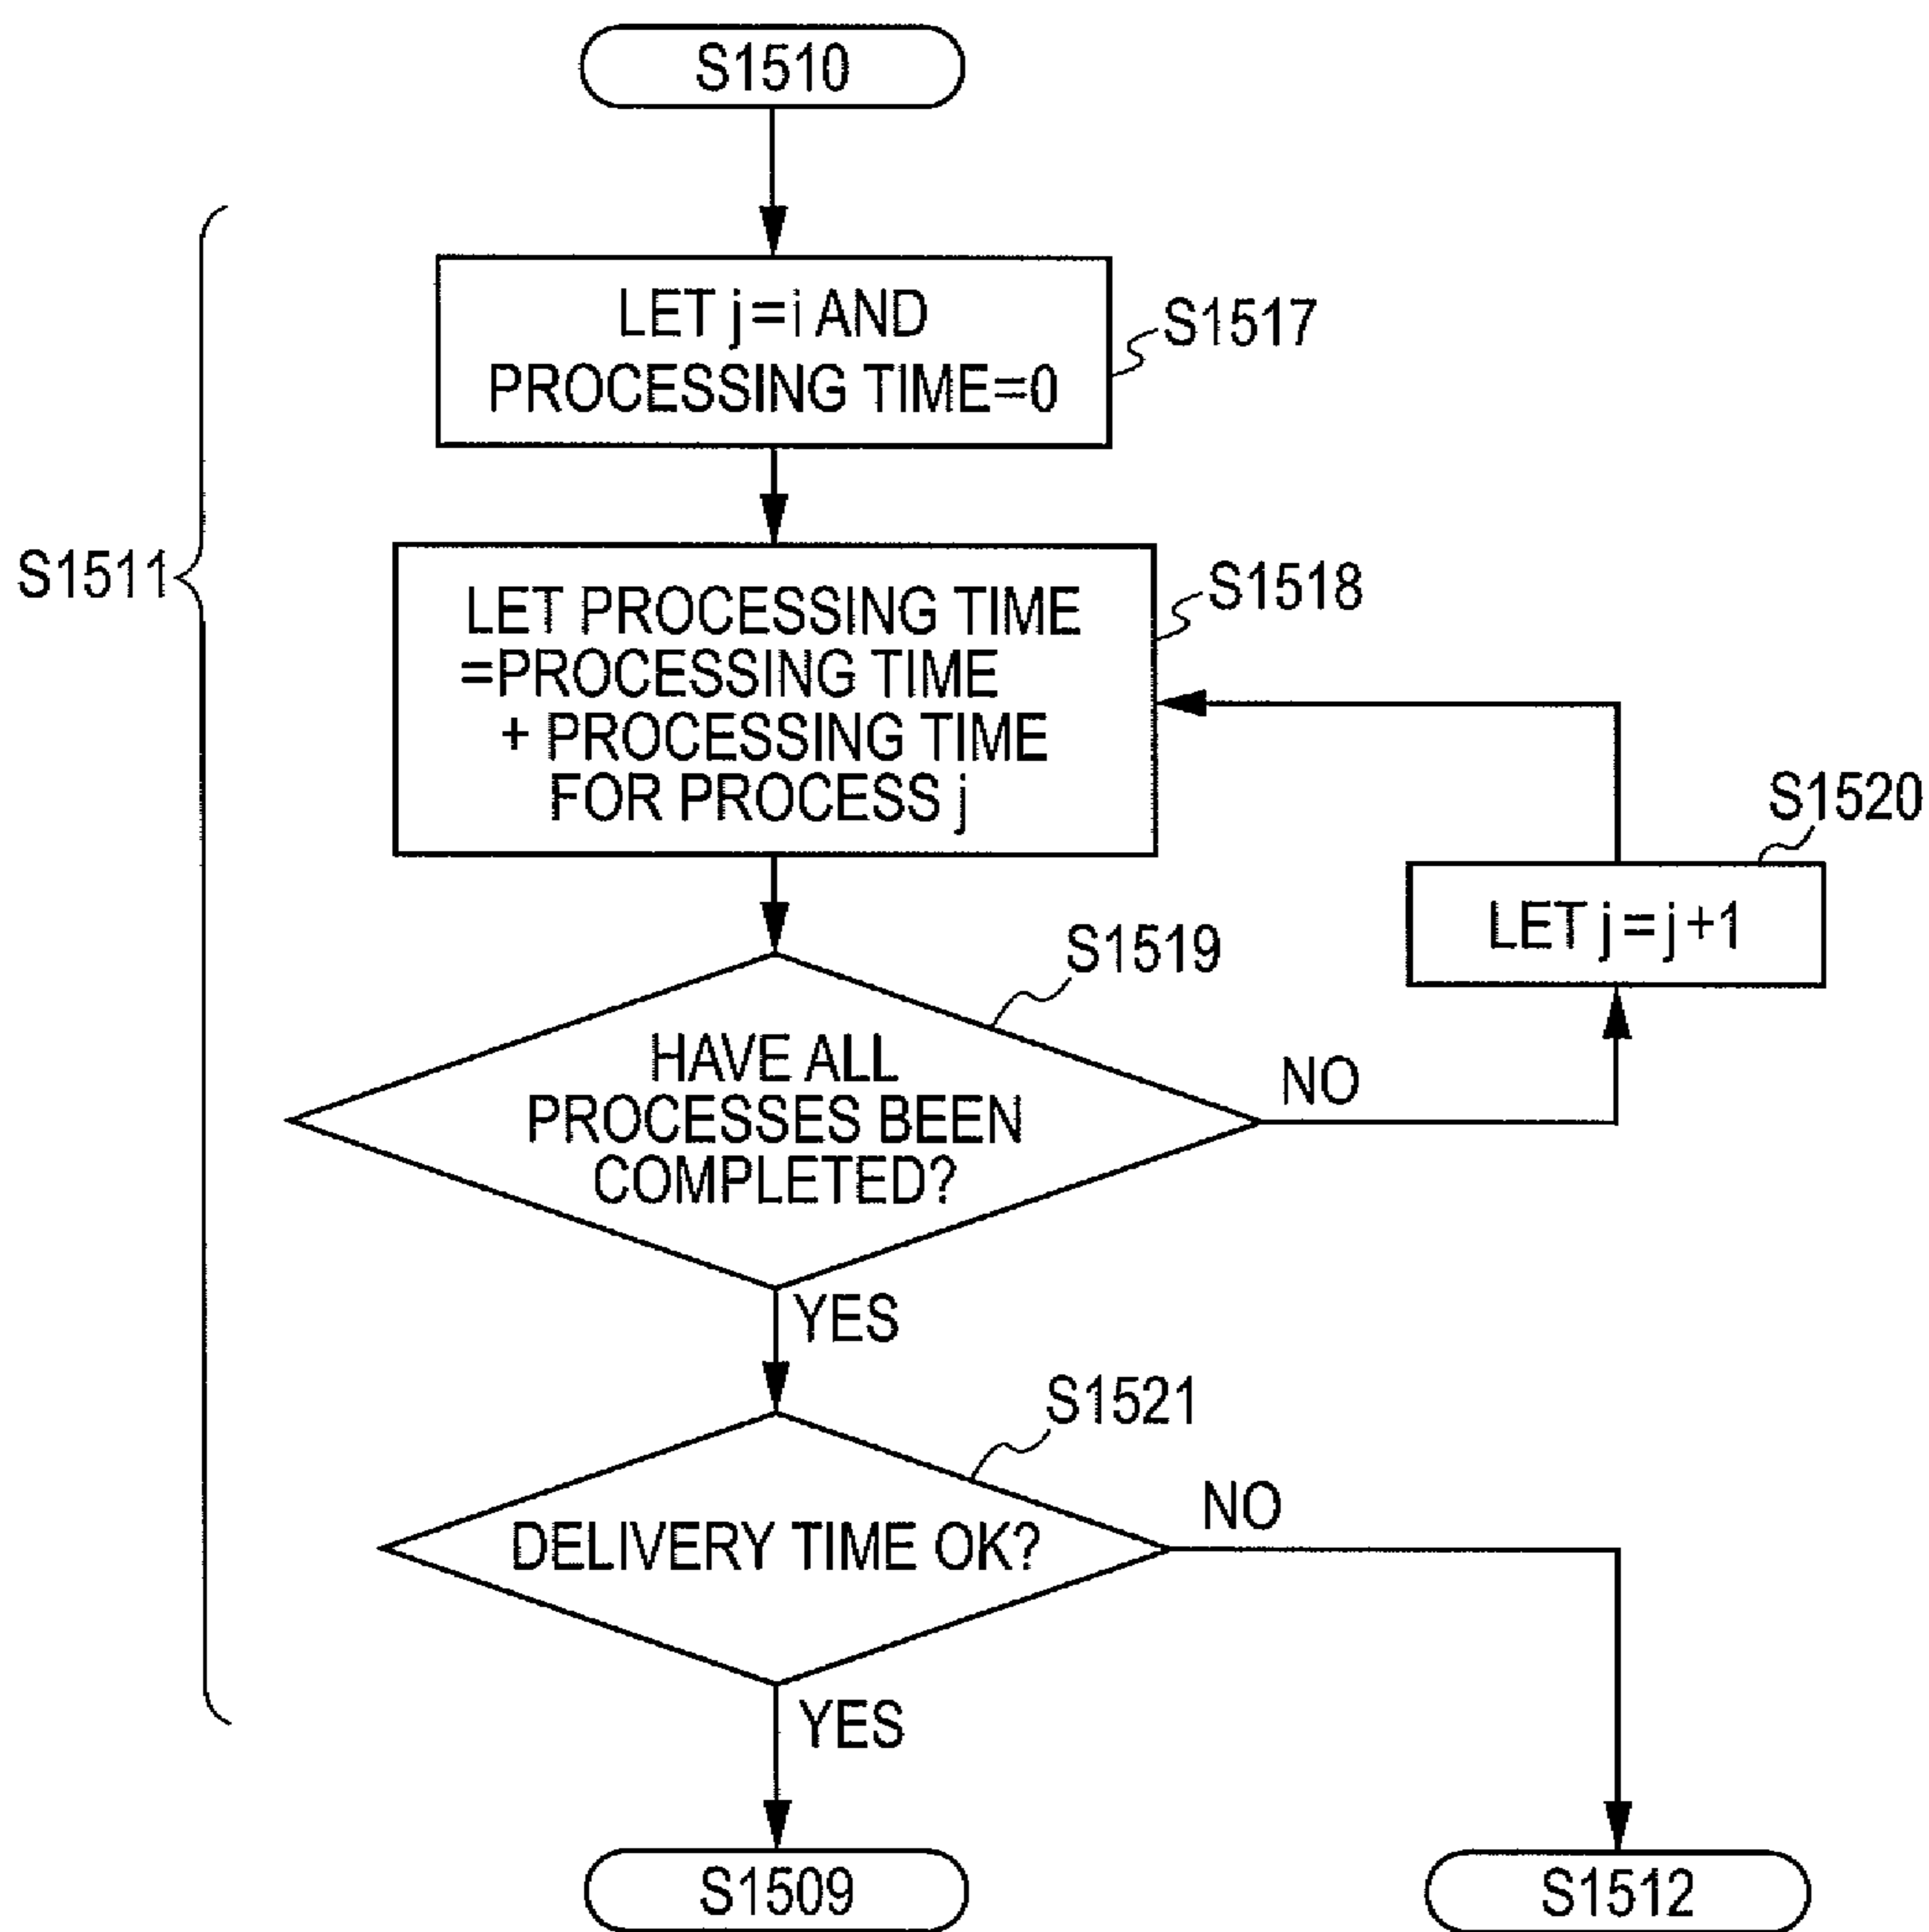 S1510
LET j=i AND
PROCESSING TIME=0
S1517
S1511
LET PROCESSING TIME
=PROCESSING TIME
+ PROCESSING TIME
FOR PROCESS j
S1518
S1520
LET j=j+1
S1519
HAVE ALL
PROCESSES BEEN
COMPLETED?
NO
YES
S1521
DELIVERY TIME OK?
NO
YES
S1509
S1512